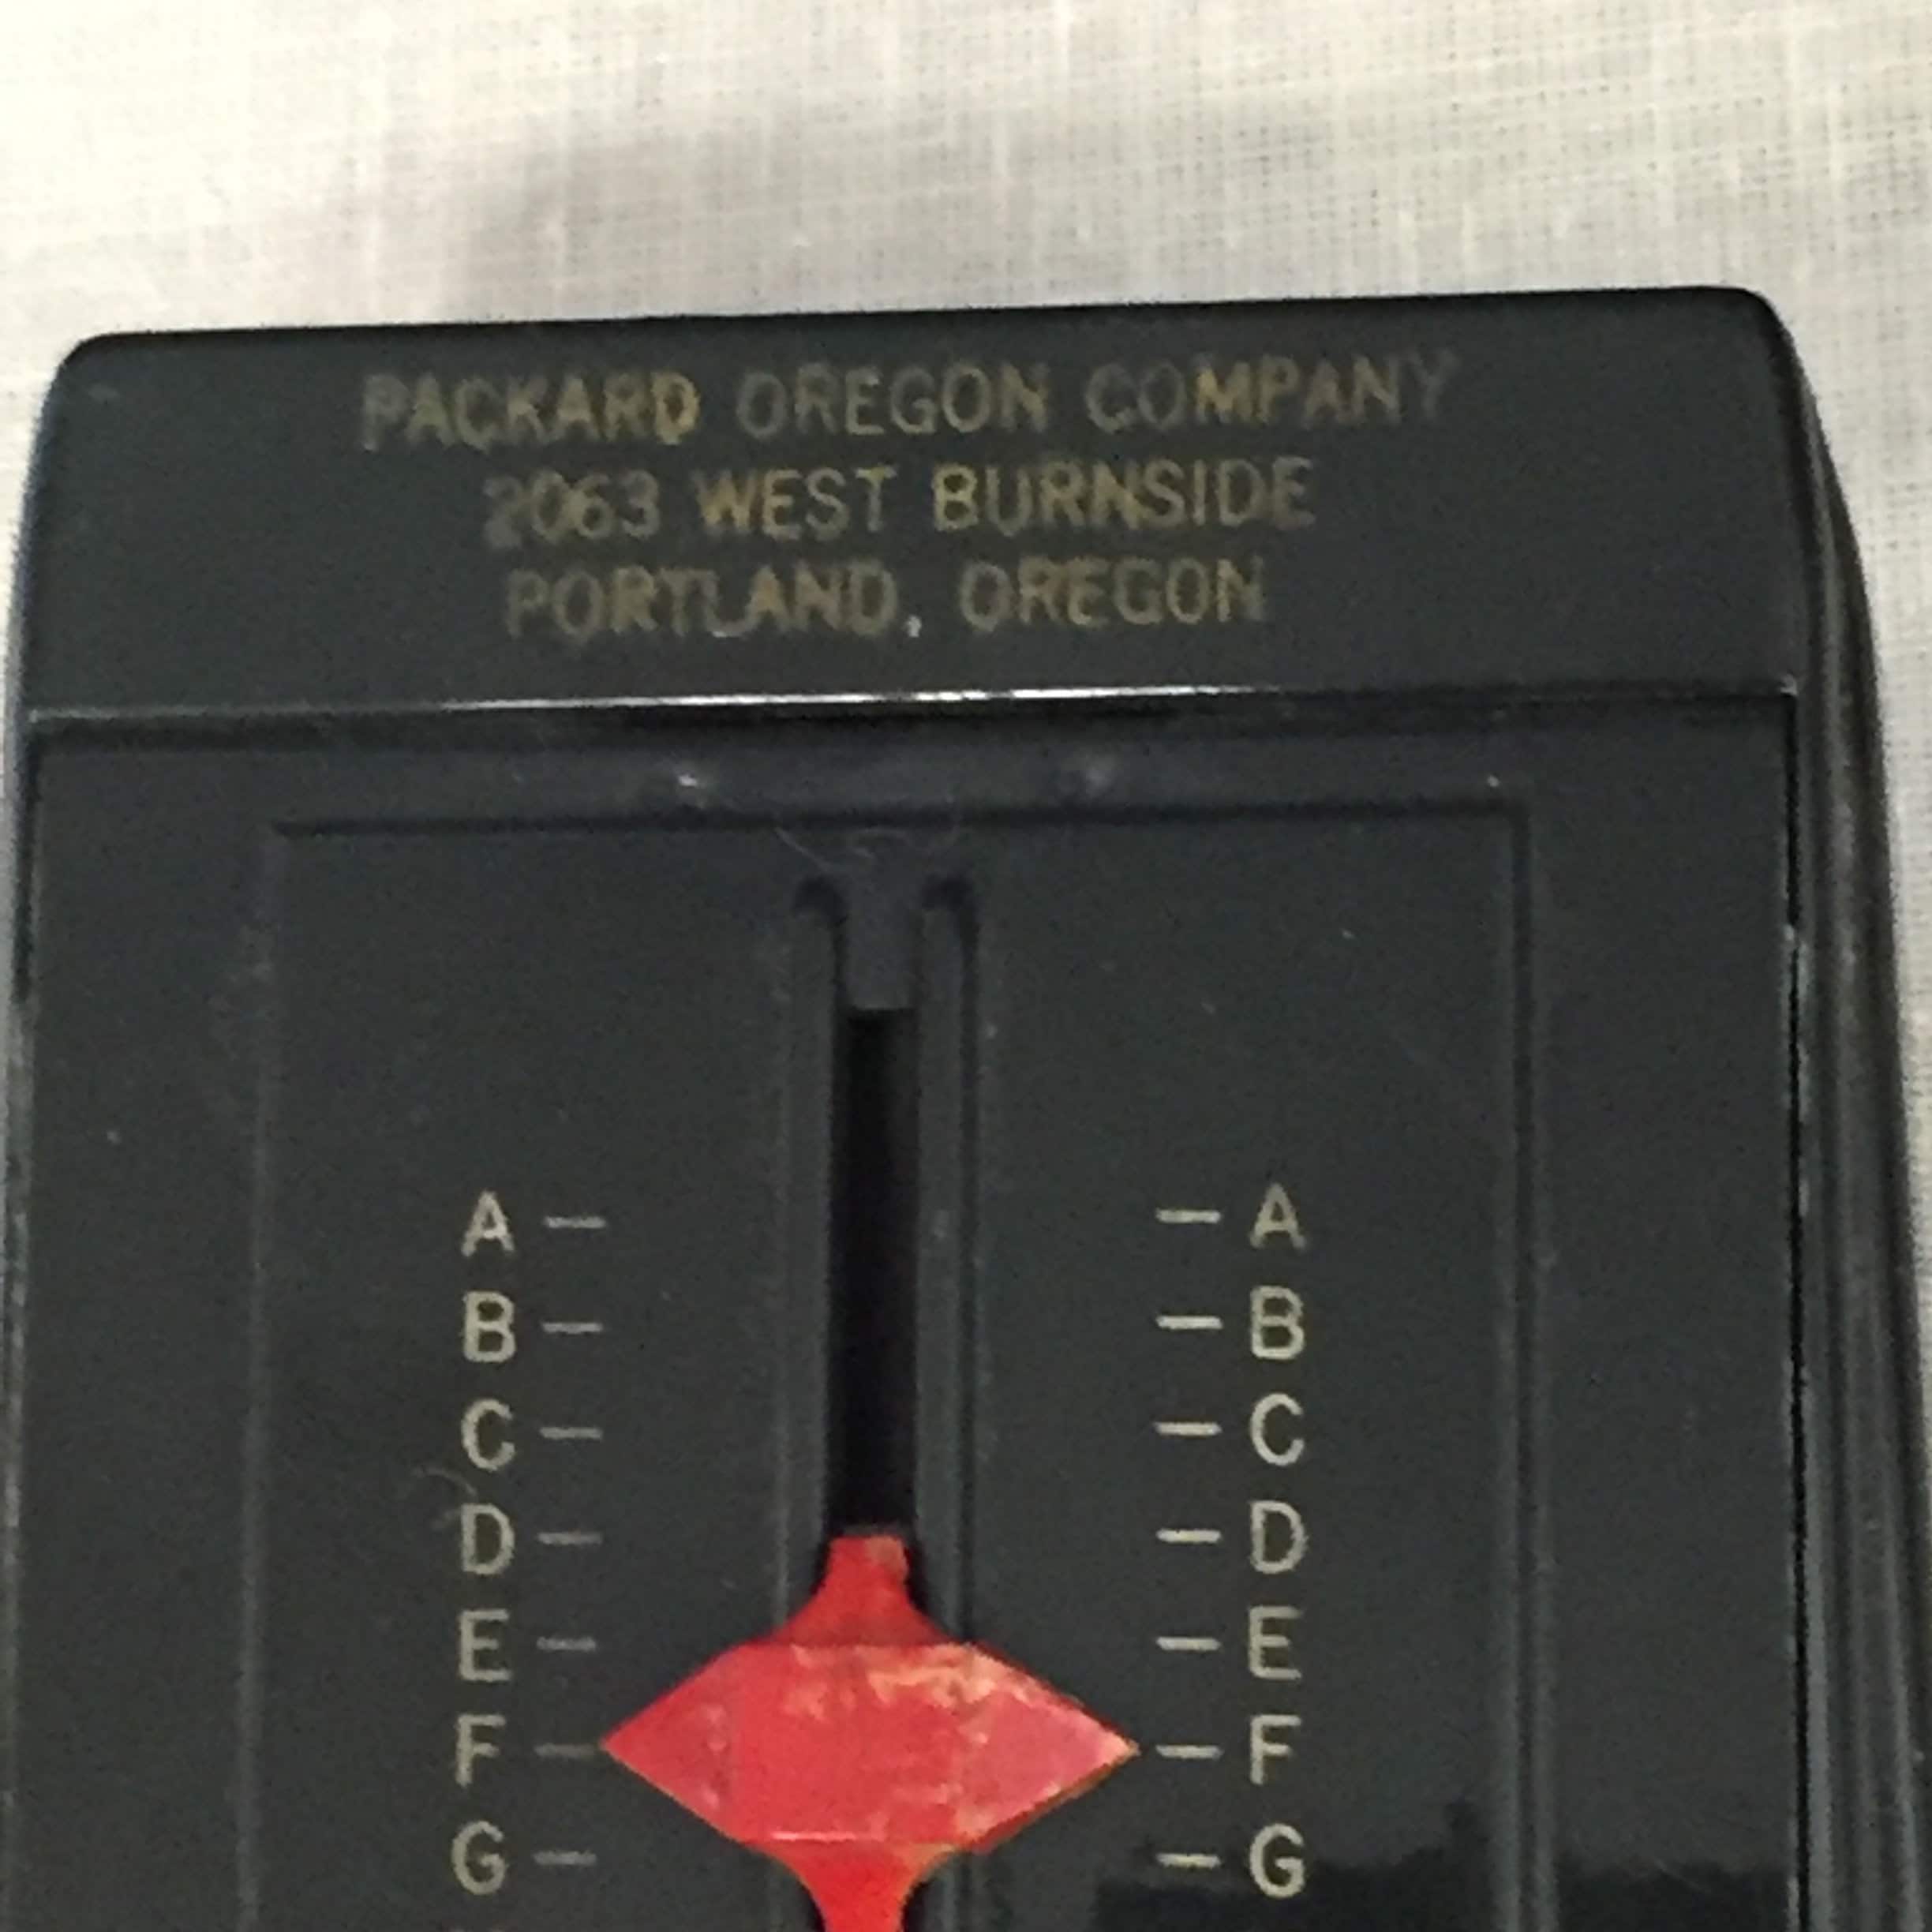 PACKARD OREGON COMPANY
2063 WEST BURNSIDE
PORTLAND, OREGON
A – – A
B – – B
C – – C
D – – D
E – – E
F – – F
G – – G